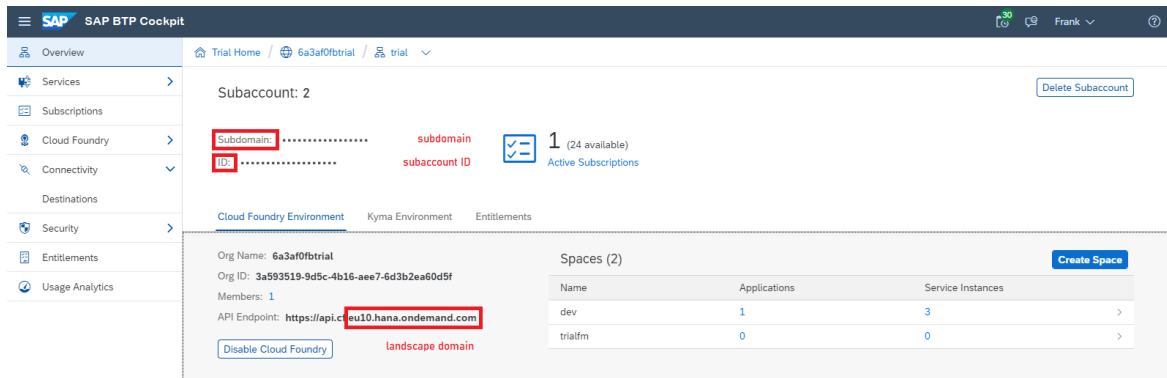 SAP SAP BTP Cockpit 30 Frank
Overview
Services
Subscriptions
Cloud Foundry
Connectivity
Destinations
Security
Entitlements
Usage Analytics
Trial Home / 6a3af0fbtrial / trial
Subaccount: 2
Delete Subaccount
Subdomain: ................. subdomain
ID: ................... subaccount ID
1 (24 available)
Active Subscriptions
Cloud Foundry Environment Kyma Environment Entitlements
Org Name: 6a3af0fbtrial
Org ID: 3a593519-9d5c-4b16-aee7-6d3b2ea60d5f
Members: 1
API Endpoint: https://api.cf.eu10.hana.ondemand.com
Disable Cloud Foundry landscape domain
Spaces (2) Create Space
Name Applications Service Instances
dev 1 3
trialfm 0 0